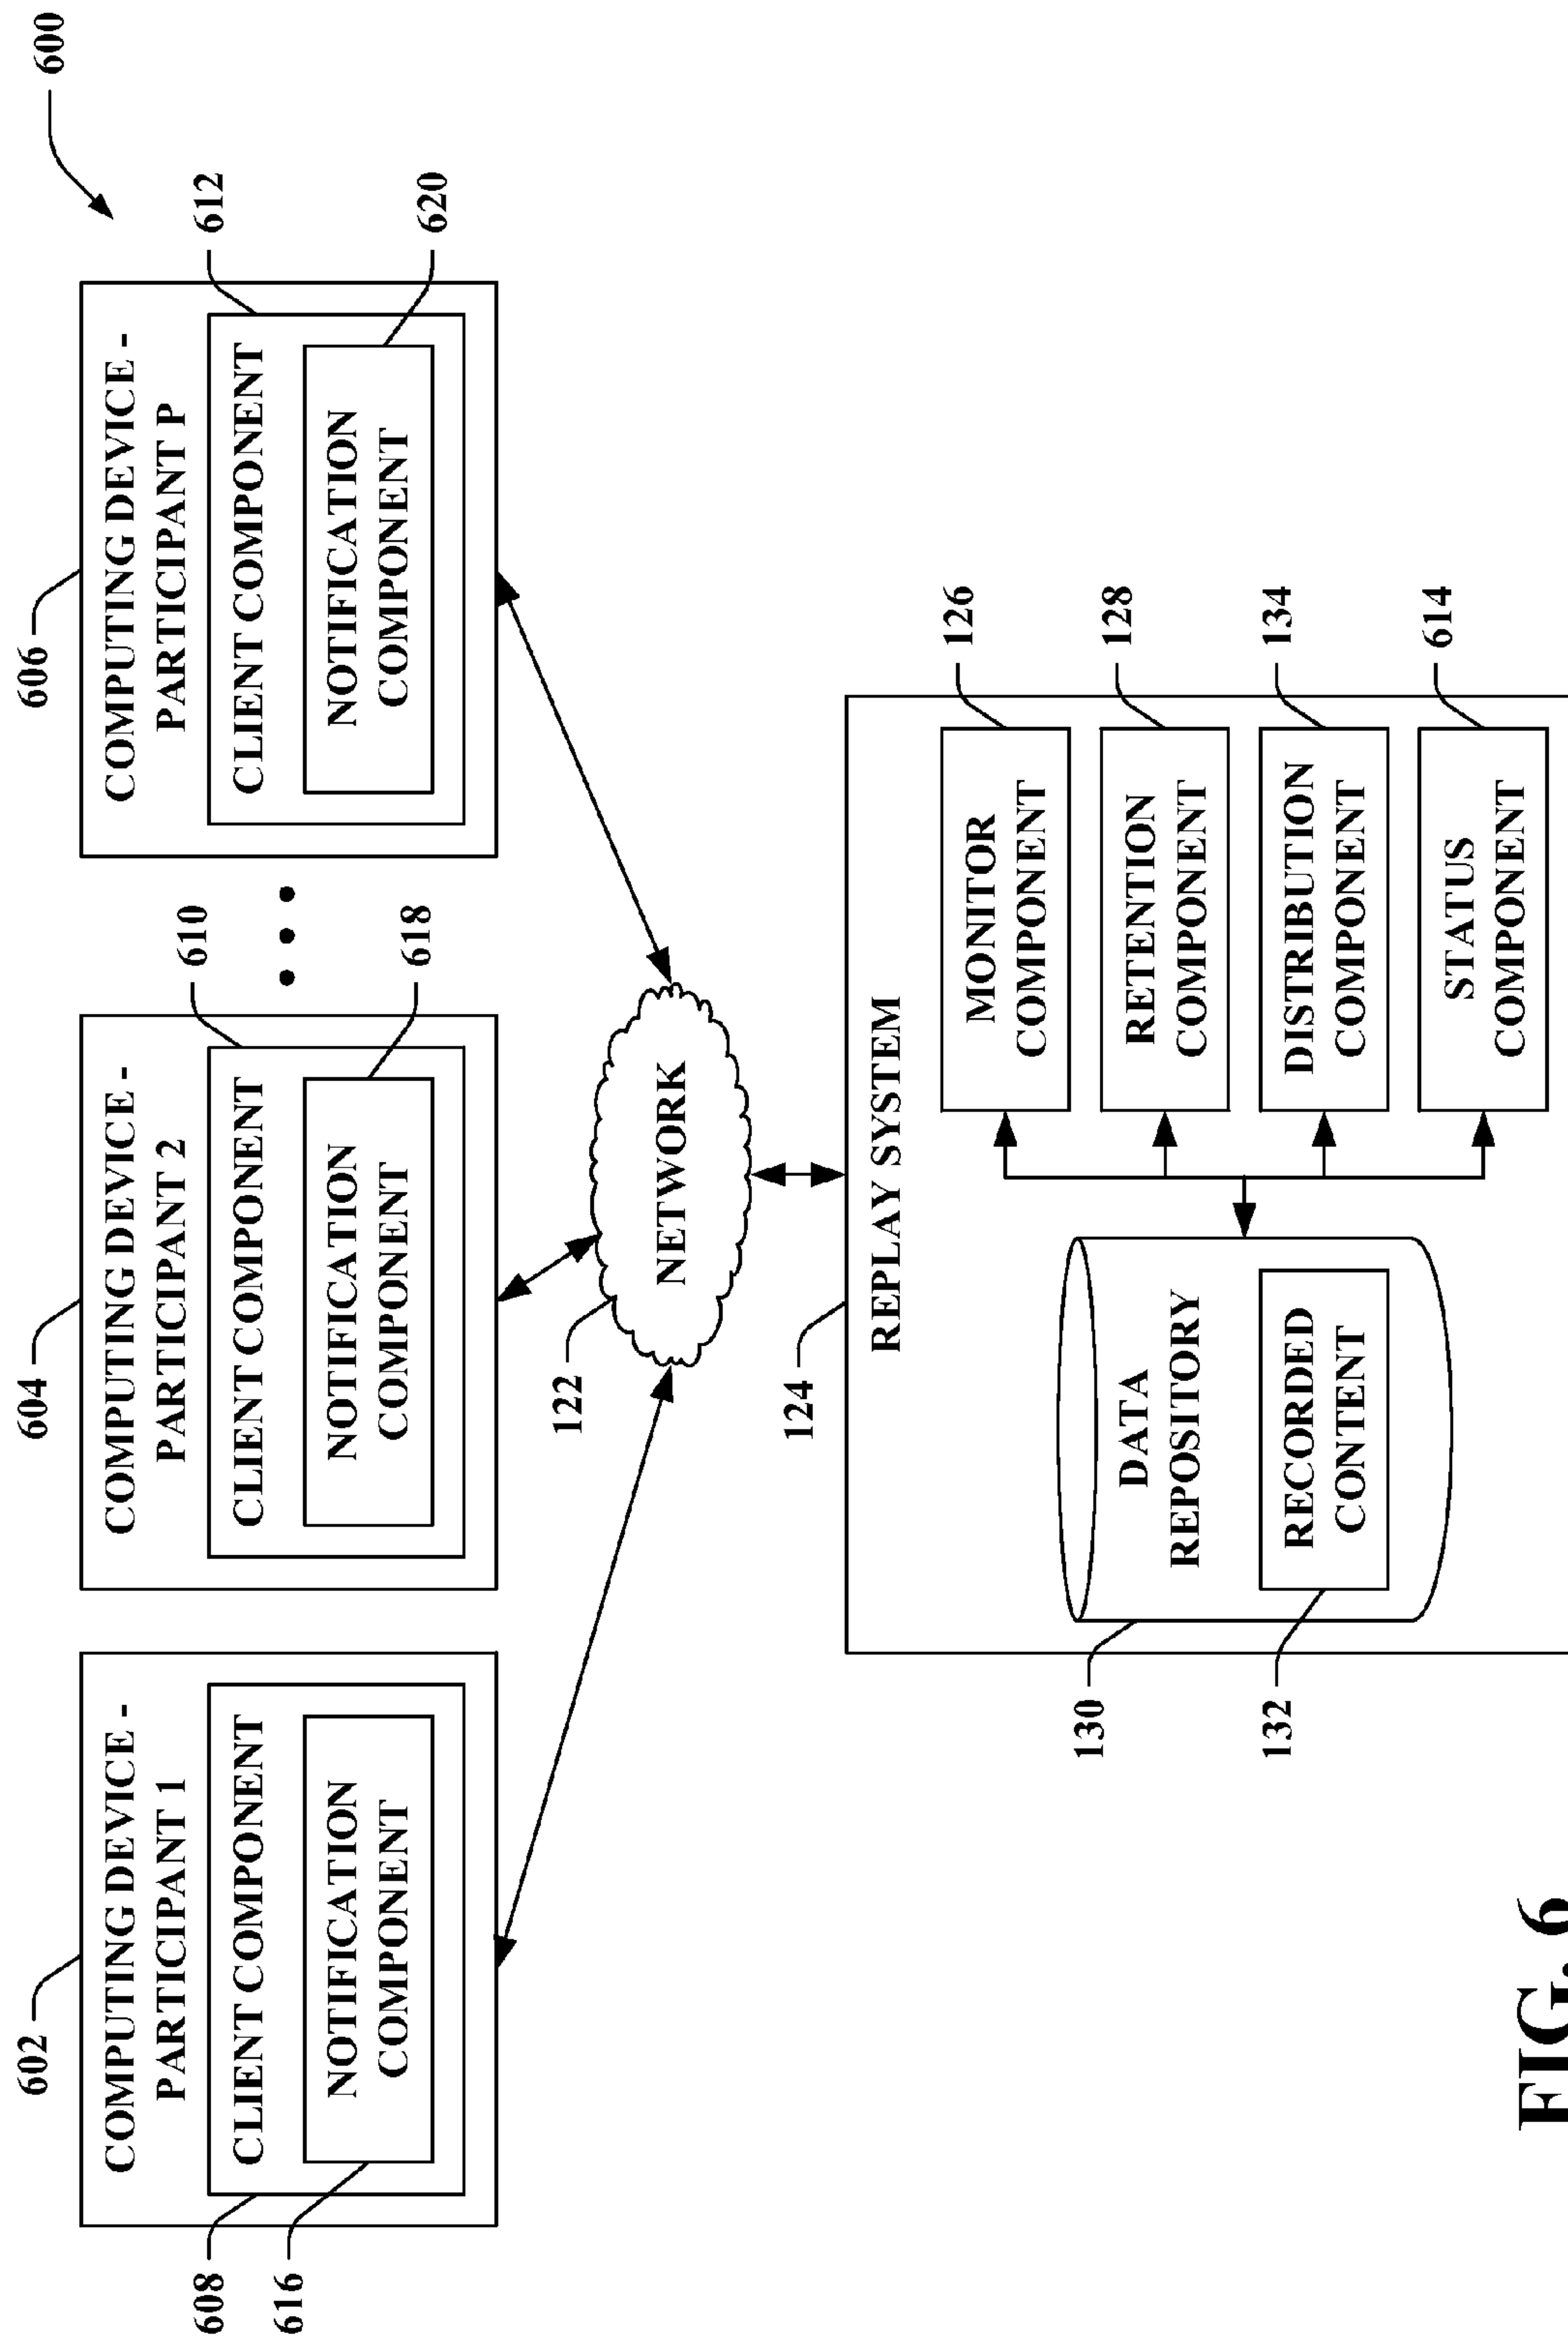 600
602
604
606
COMPUTING DEVICE -
PARTICIPANT 1
CLIENT COMPONENT
NOTIFICATION
COMPONENT
608
616
COMPUTING DEVICE -
PARTICIPANT 2
CLIENT COMPONENT
NOTIFICATION
COMPONENT
610
618
COMPUTING DEVICE -
PARTICIPANT P
CLIENT COMPONENT
NOTIFICATION
COMPONENT
612
620
122
NETWORK
124
REPLAY SYSTEM
130
DATA
REPOSITORY
132
RECORDED
CONTENT
MONITOR
COMPONENT
126
RETENTION
COMPONENT
128
DISTRIBUTION
COMPONENT
134
STATUS
COMPONENT
614
FIG. 6